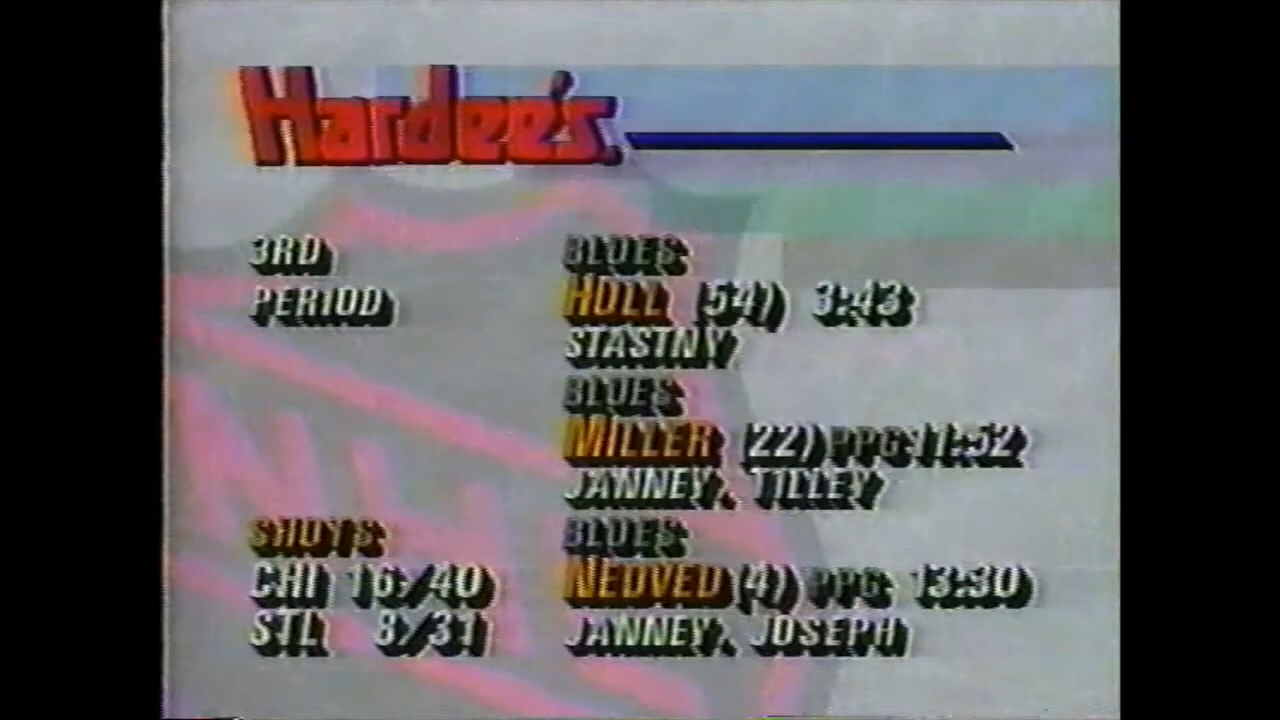 Hardee's.
3RD
PERIOD
BLUES:
HULL (54) 3:43
STASTNY
BLUES:
MILLER (22) PPG 11:52
JANNEY, TILLEY
BLUES:
NEDVED (4) PPG 13:30
JANNEY, JOSEPH
SHOTS:
CHI 16/40
STL 8/31
NHL